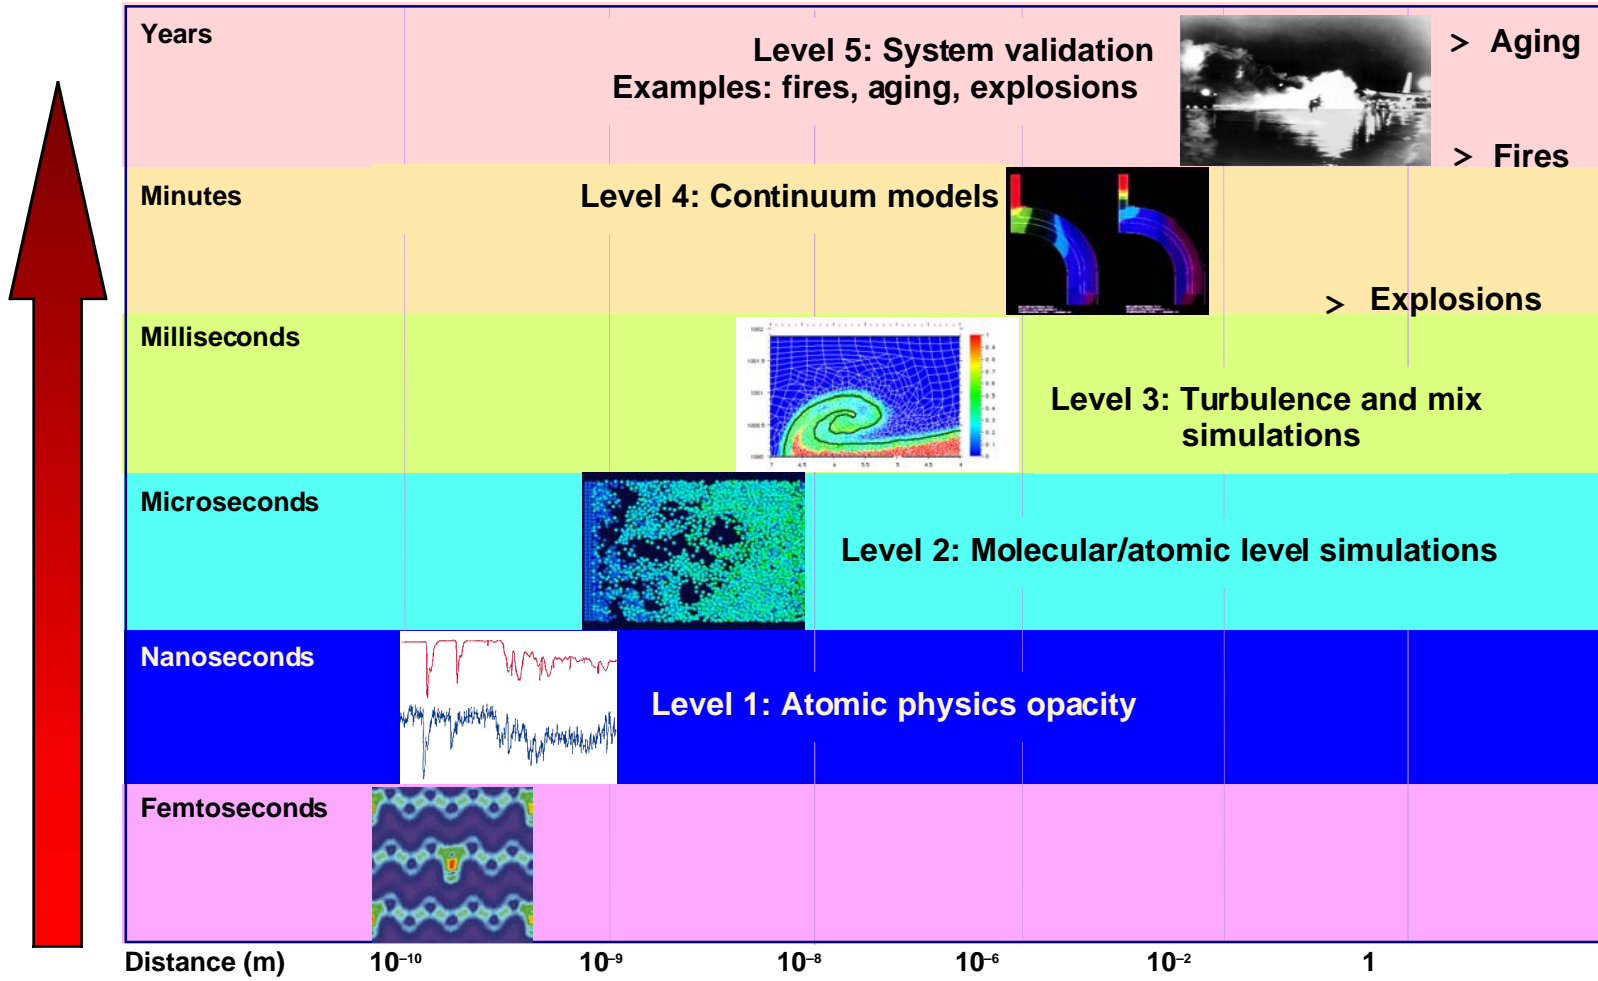 Years
Level 5: System validation
Examples: fires, aging, explosions
> Aging
> Fires
Minutes
Level 4: Continuum models
> Explosions
Milliseconds
Level 3: Turbulence and mix
simulations
Microseconds
Level 2: Molecular/atomic level simulations
Nanoseconds
Level 1: Atomic physics opacity
Femtoseconds
Distance (m) 10⁻¹⁰ 10⁻⁹ 10⁻⁸ 10⁻⁶ 10⁻² 1